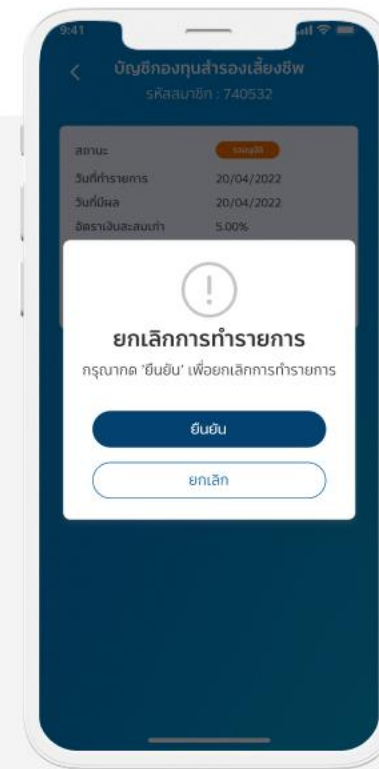 9:41
บัญชีกองทุนสำรองเลี้ยงชีพ
รหัสสมาชิก : 740532
สถานะ รออนุมัติ
วันที่ทำรายการ 20/04/2022
วันที่มีผล 20/04/2022
อัตราเงินสะสมเก่า 5.00%
ยกเลิกการทำรายการ
กรุณากด 'ยืนยัน' เพื่อยกเลิกการทำรายการ
ยืนยัน
ยกเลิก